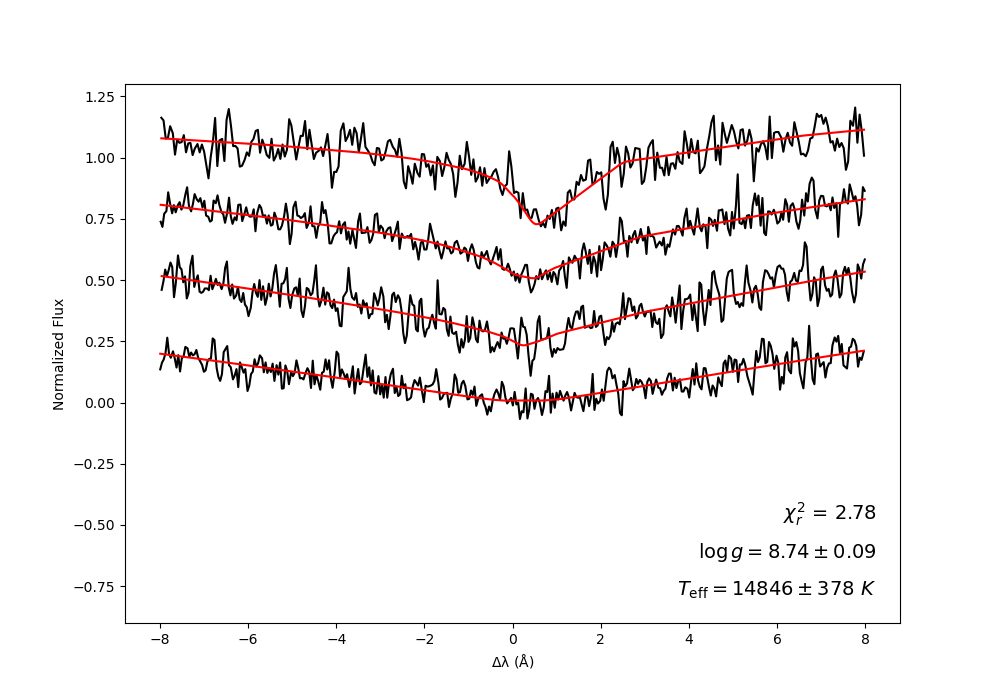 1.25
1.00
0.75
0.50
0.25
0.00
−0.25
−0.50
−0.75
Normalized Flux
χ²ᵣ = 2.78
log g = 8.74 ± 0.09
T_eff = 14846 ± 378 K
−8 −6 −4 −2 0 2 4 6 8
Δλ (Å)